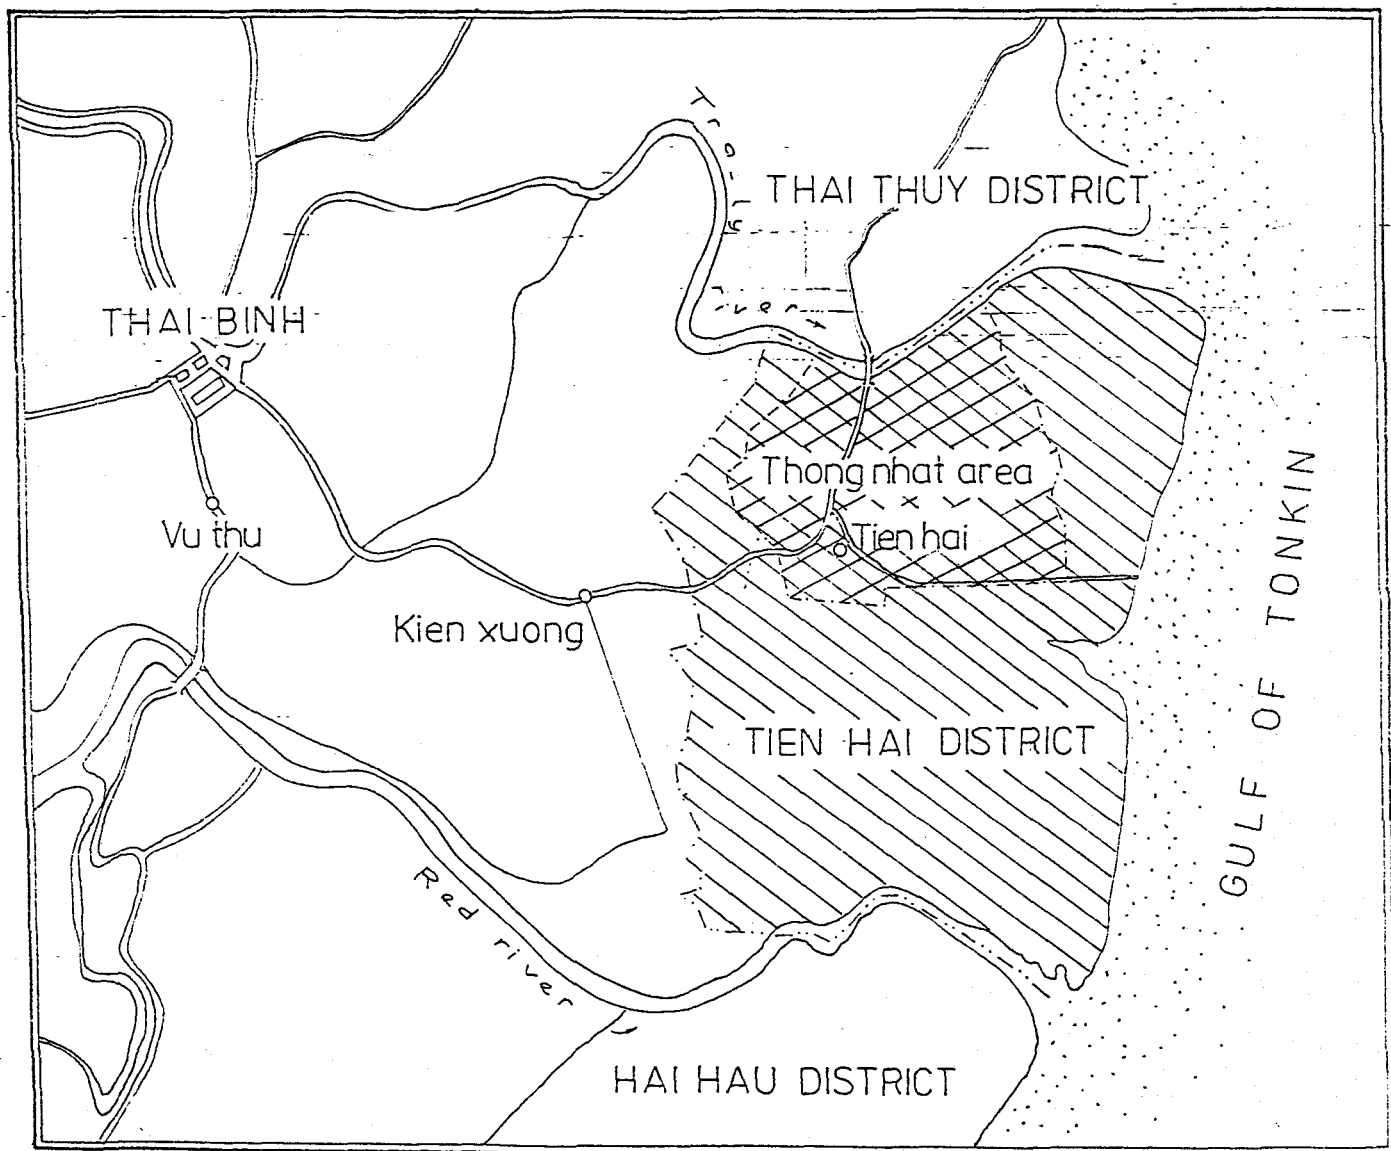 Tra-ly
river
THAI THUY DISTRICT
THAI BINH
Thong nhat area
Vu thu
Tien hai
Kien xuong
TIEN HAI DISTRICT
GULF OF TONKIN
Red river
HAI HAU DISTRICT